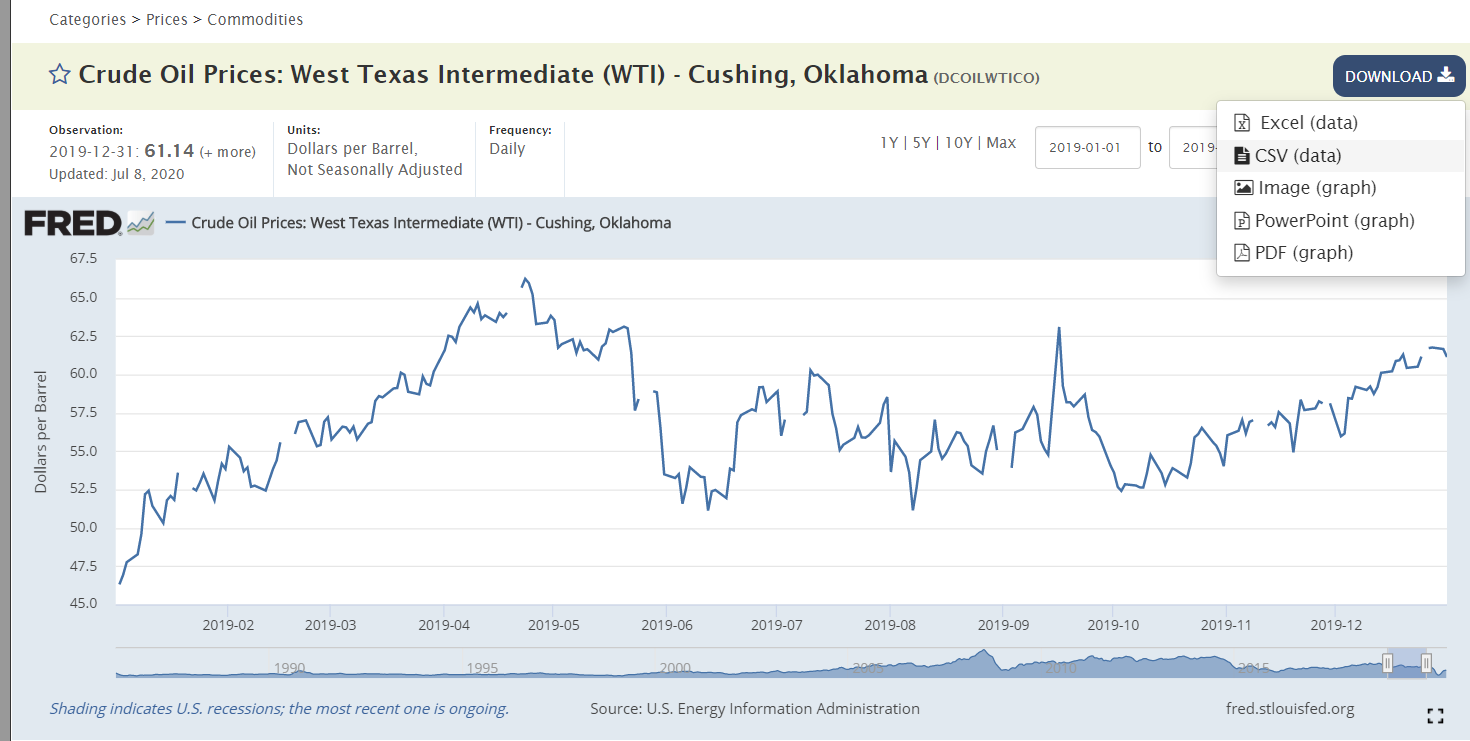 Categories > Prices > Commodities
Crude Oil Prices: West Texas Intermediate (WTI) - Cushing, Oklahoma (DCOILWTICO)
DOWNLOAD
Excel (data)
CSV (data)
Image (graph)
PowerPoint (graph)
PDF (graph)
Observation:
2019-12-31: 61.14 (+ more)
Updated: Jul 8, 2020
Units:
Dollars per Barrel,
Not Seasonally Adjusted
Frequency:
Daily
1Y | 5Y | 10Y | Max
2019-01-01 to 2019-
FRED
Crude Oil Prices: West Texas Intermediate (WTI) - Cushing, Oklahoma
Dollars per Barrel
67.5
65.0
62.5
60.0
57.5
55.0
52.5
50.0
47.5
45.0
2019-02 2019-03 2019-04 2019-05 2019-06 2019-07 2019-08 2019-09 2019-10 2019-11 2019-12
1990 1995 2000 2005 2010 2015
Shading indicates U.S. recessions; the most recent one is ongoing.
Source: U.S. Energy Information Administration
fred.stlouisfed.org